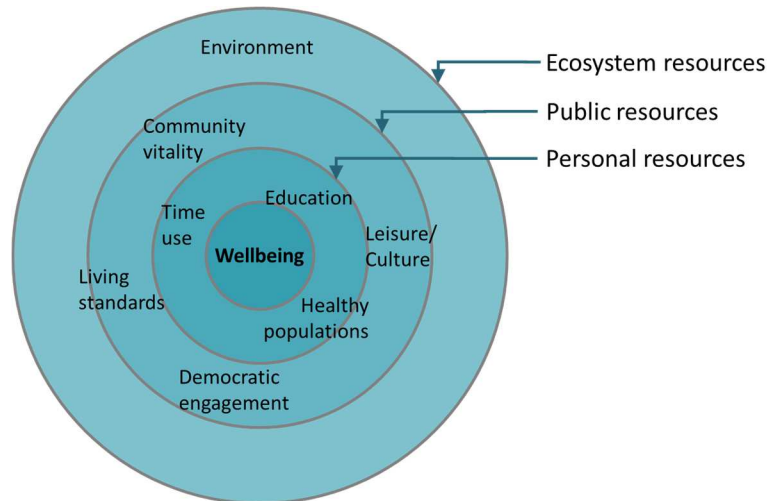 Environment
Ecosystem resources
Public resources
Community
vitality
Personal resources
Education
Time
use
Leisure/
Culture
Wellbeing
Living
standards
Healthy
populations
Democratic
engagement